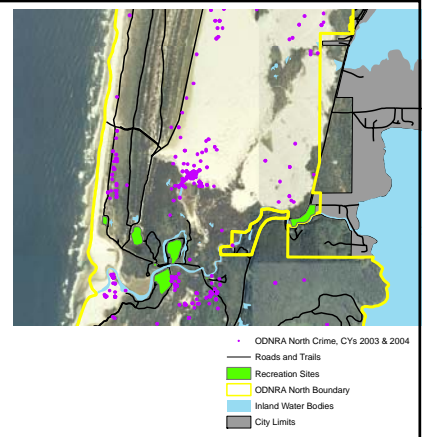 ODNRA North Crime, CYs 2003 & 2004
Roads and Trails
Recreation Sites
ODNRA North Boundary
Inland Water Bodies
City Limits